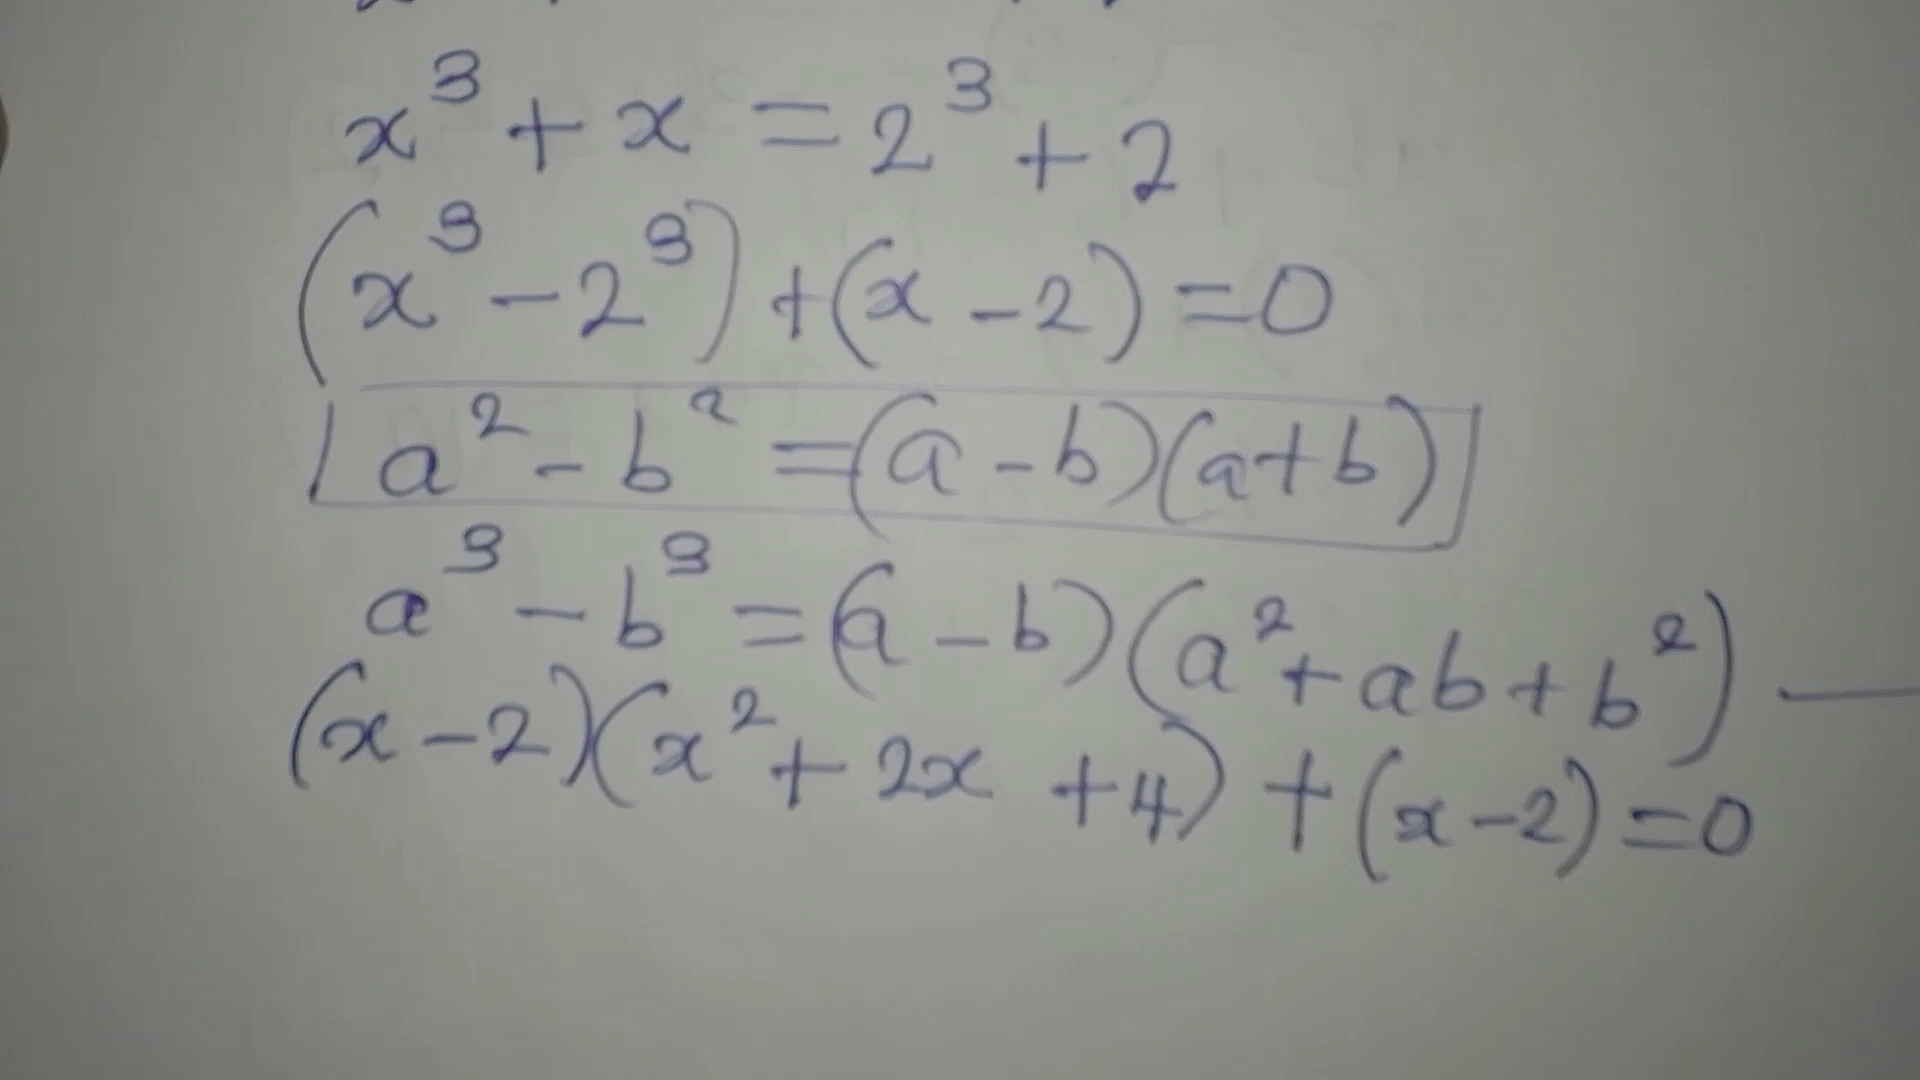 x³ + x = 2³ + 2
(x³ - 2³) + (x - 2) = 0
a² - b² = (a - b)(a + b)
a³ - b³ = (a - b)(a² + ab + b²) —
(x - 2)(x² + 2x + 4) + (x - 2) = 0